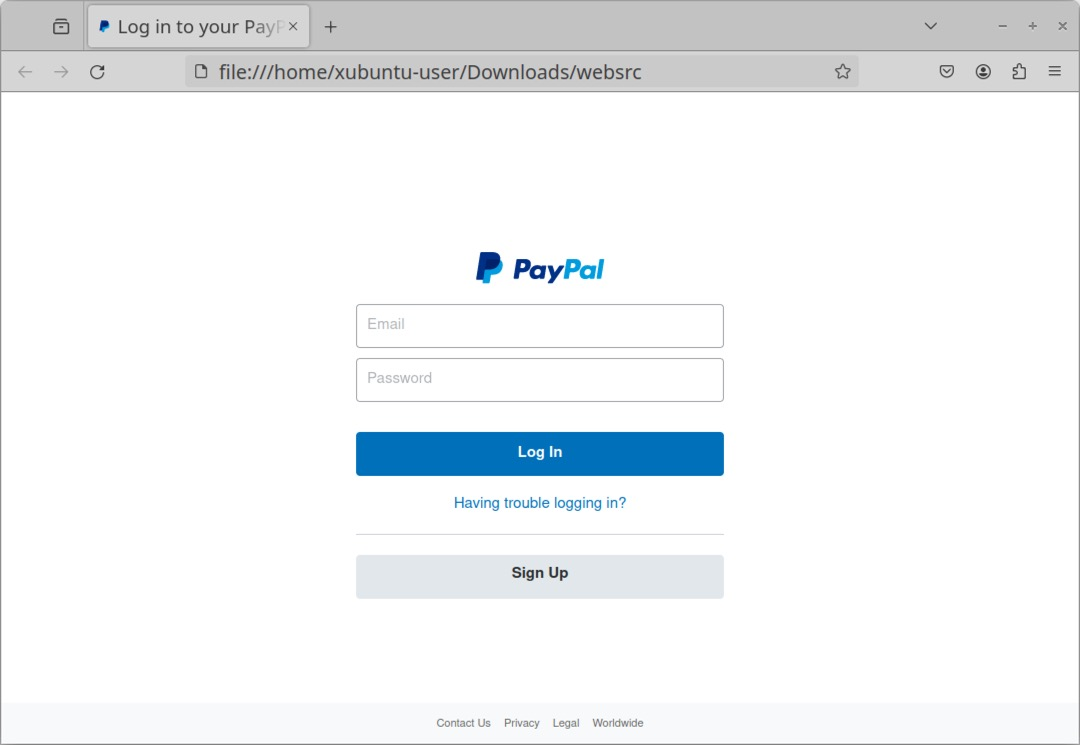 Log in to your PayP
file:///home/xubuntu-user/Downloads/websrc
PayPal
Email
Password
Log In
Having trouble logging in?
Sign Up
Contact Us Privacy Legal Worldwide